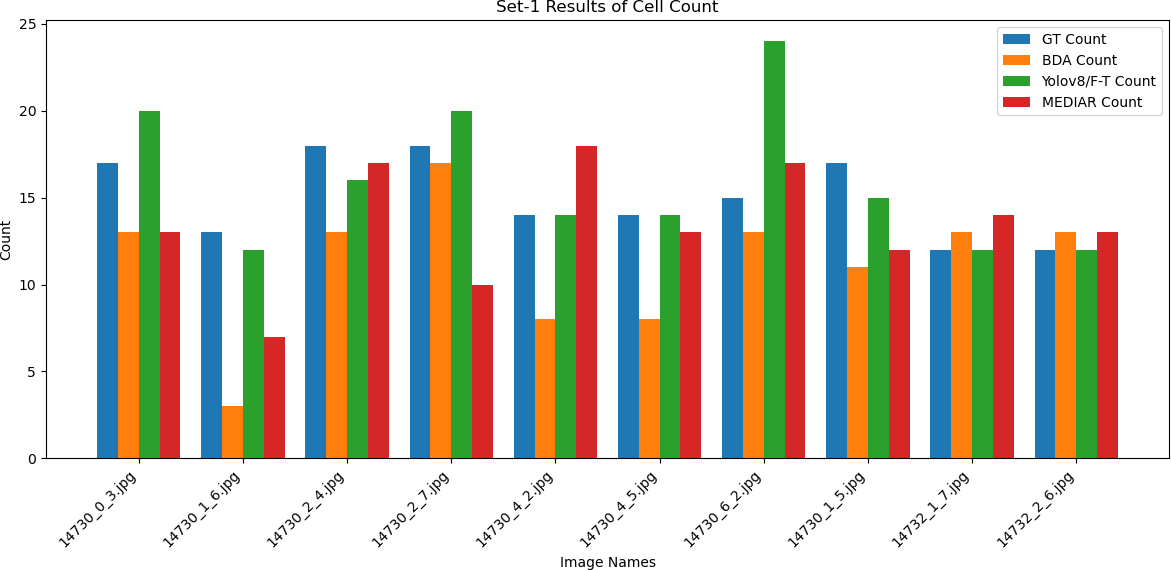 Set-1 Results of Cell Count
GT Count
BDA Count
Yolov8/F-T Count
MEDIAR Count
Count
25
20
15
10
5
0
14730_0_3.jpg
14730_1_6.jpg
14730_2_4.jpg
14730_2_7.jpg
14730_4_2.jpg
14730_4_5.jpg
14730_6_2.jpg
14730_1_5.jpg
14732_1_7.jpg
14732_2_6.jpg
Image Names